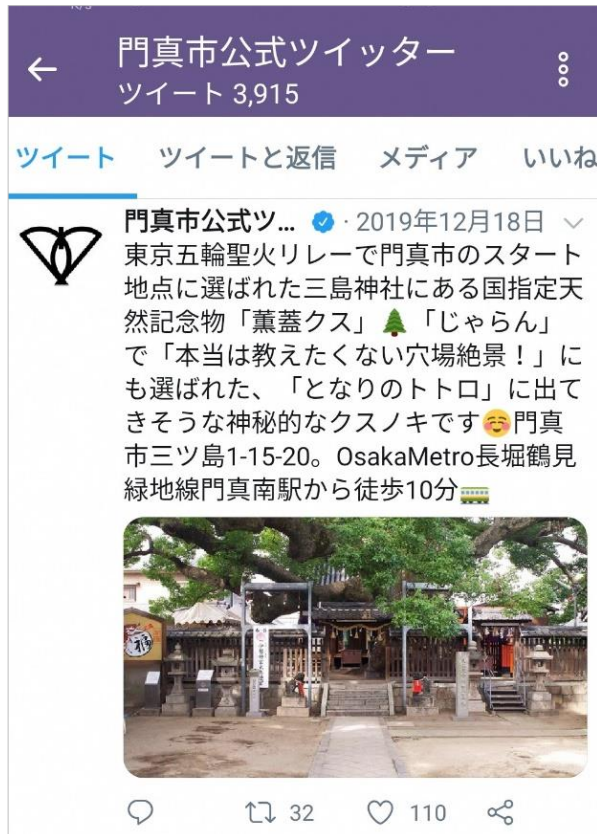 門真市公式ツイッター
ツイート 3,915
ツイート ツイートと返信 メディア いいね
門真市公式ツ... · 2019年12月18日
東京五輪聖火リレーで門真市のスタート
地点に選ばれた三島神社にある国指定天
然記念物「薫蓋クス」🌲「じゃらん」
で「本当は教えたくない穴場絶景！」に
も選ばれた、「となりのトトロ」に出て
きそうな神秘的なクスノキです☺️門真
市三ツ島1-15-20。OsakaMetro長堀鶴見
緑地線門真南駅から徒歩10分🚃
福
32 110